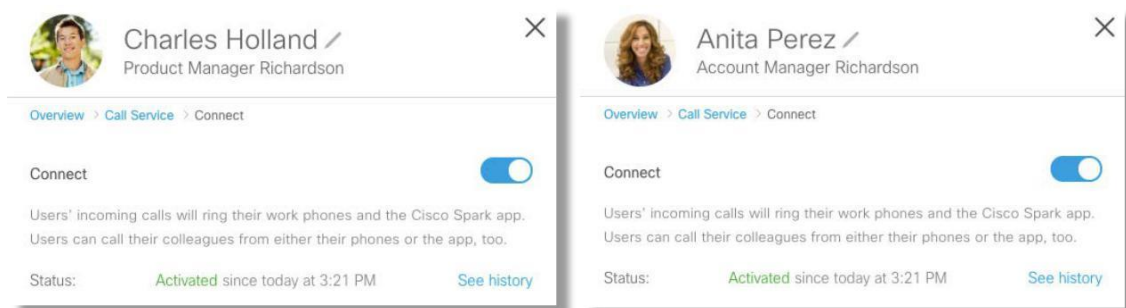 Charles Holland
Product Manager Richardson
Overview > Call Service > Connect
Connect
Users' incoming calls will ring their work phones and the Cisco Spark app.
Users can call their colleagues from either their phones or the app, too.
Status: Activated since today at 3:21 PM See history
Anita Perez
Account Manager Richardson
Overview > Call Service > Connect
Connect
Users' incoming calls will ring their work phones and the Cisco Spark app.
Users can call their colleagues from either their phones or the app, too.
Status: Activated since today at 3:21 PM See history